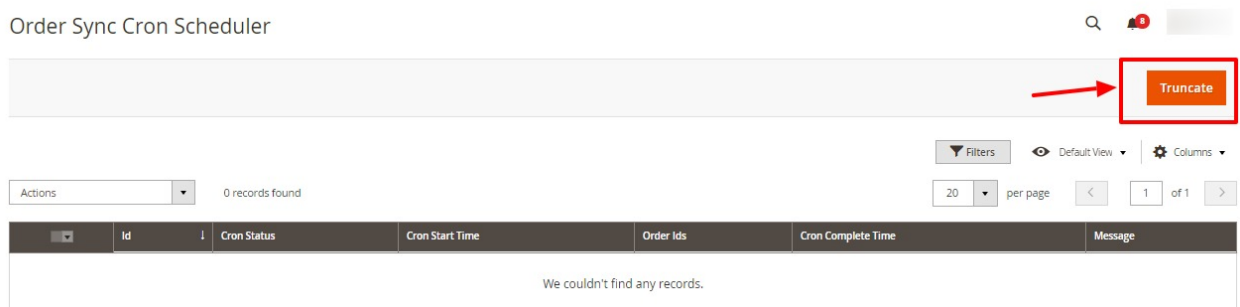 Order Sync Cron Scheduler
8
Truncate
Filters Default View Columns
Actions 0 records found 20 per page 1 of 1
Id Cron Status Cron Start Time Order Ids Cron Complete Time Message
We couldn't find any records.